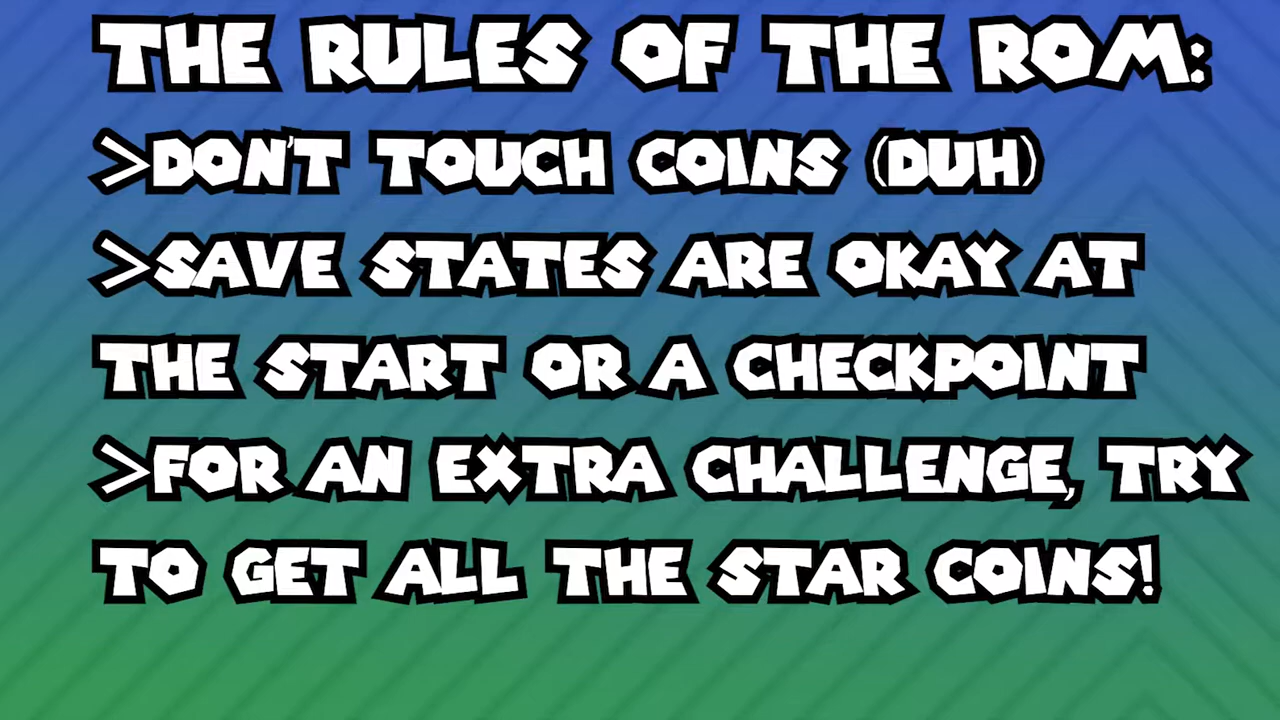 THE RULES OF THE ROM:
>DON'T TOUCH COINS (DUH)
>SAVE STATES ARE OKAY AT
THE START OR A CHECKPOINT
>FOR AN EXTRA CHALLENGE, TRY
TO GET ALL THE STAR COINS!